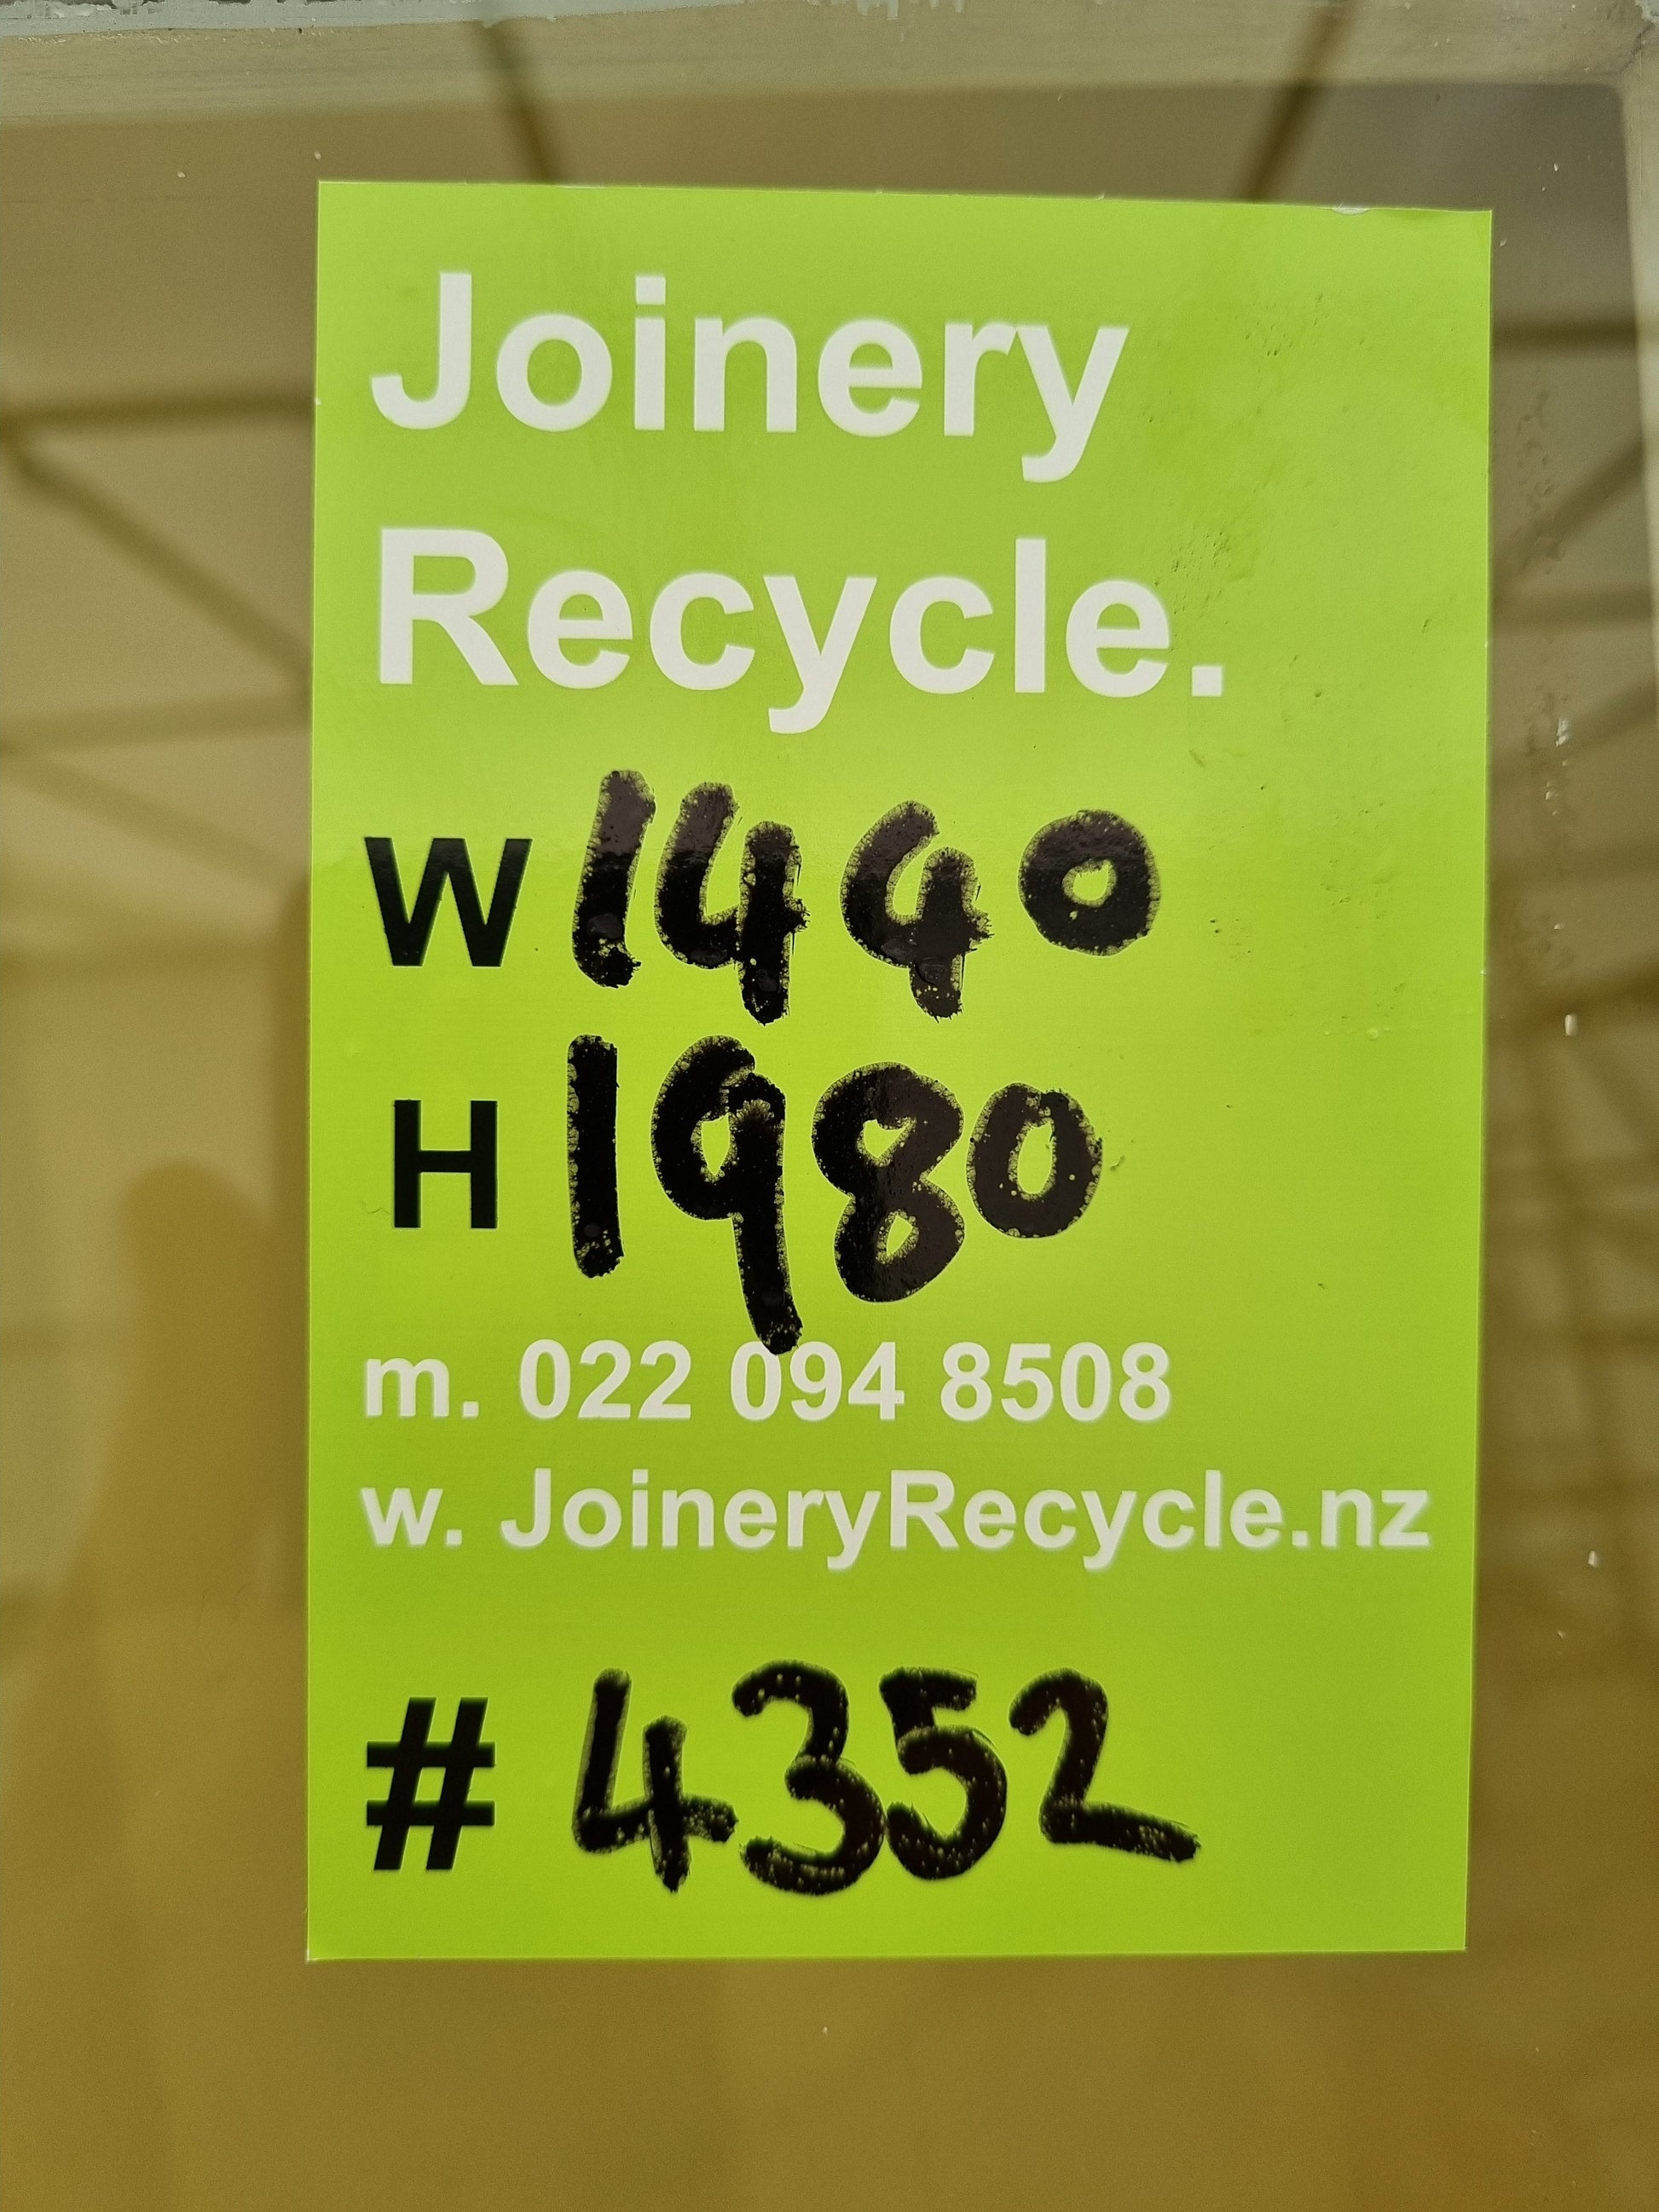 Joinery
Recycle.
W 1440
H 1980
m. 022 094 8508
w. JoineryRecycle.nz
# 4352